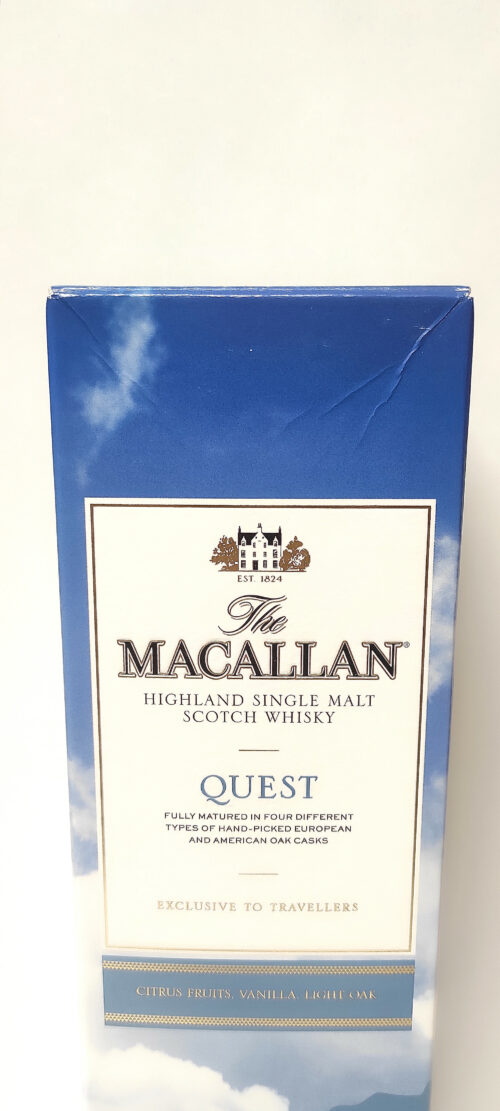 EST. 1824
The
MACALLAN®
HIGHLAND SINGLE MALT
SCOTCH WHISKY
QUEST
FULLY MATURED IN FOUR DIFFERENT
TYPES OF HAND-PICKED EUROPEAN
AND AMERICAN OAK CASKS
EXCLUSIVE TO TRAVELLERS
CITRUS FRUITS, VANILLA, LIGHT OAK